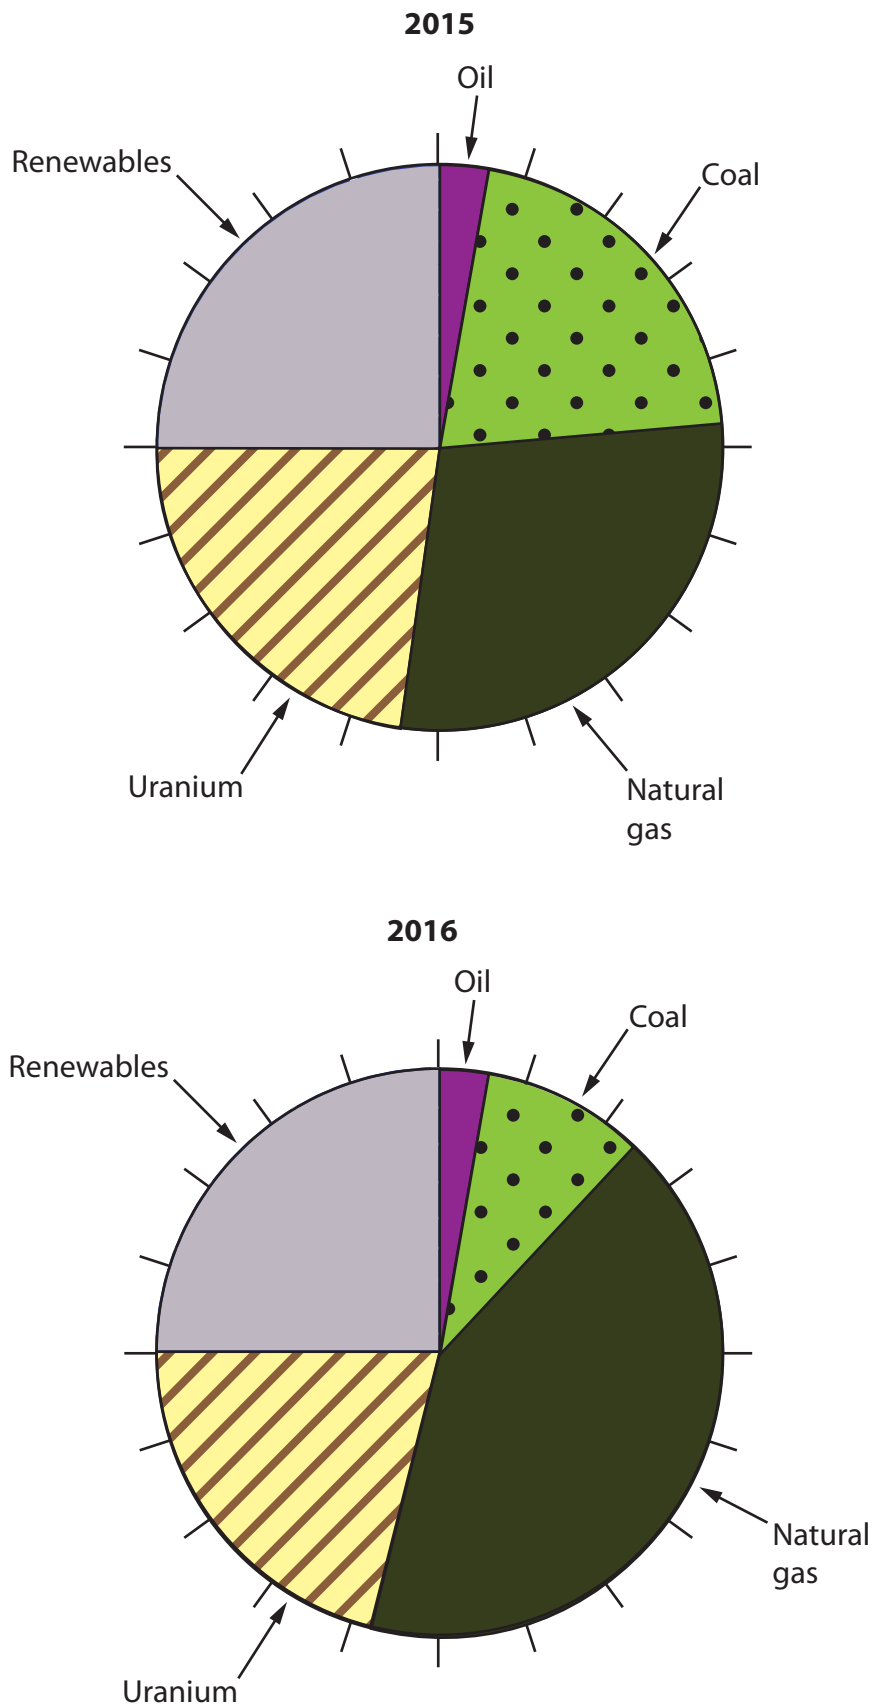 2015
Oil
Renewables
Coal
Uranium
Natural
gas
2016
Oil
Coal
Renewables
Natural
gas
Uranium